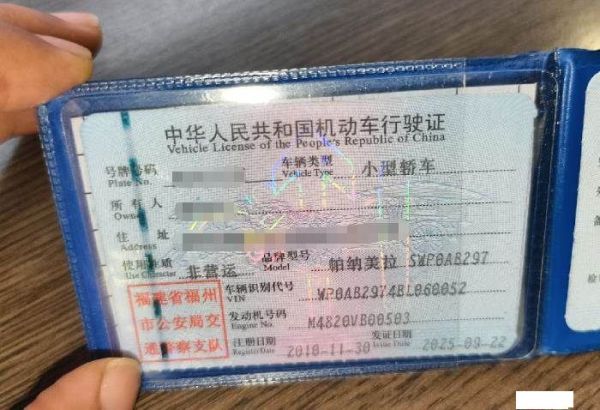 中华人民共和国机动车行驶证
Vehicle License of the People's Republic of China
号牌号码 车辆类型 小型轿车
Plate No. Vehicle Type
所有人
Owner
住址
Address
使用性质 非营运 品牌型号 帕纳美拉 SWP0AB297
Use Character Model
福建省福州 车辆识别代号 WP0AB2974BL060052
VIN
市公安局交 发动机号码 M4820VB00503
Engine No.
通警察支队 注册日期 2010-11-30 发证日期 2025-09-22
Register Date Issue Date